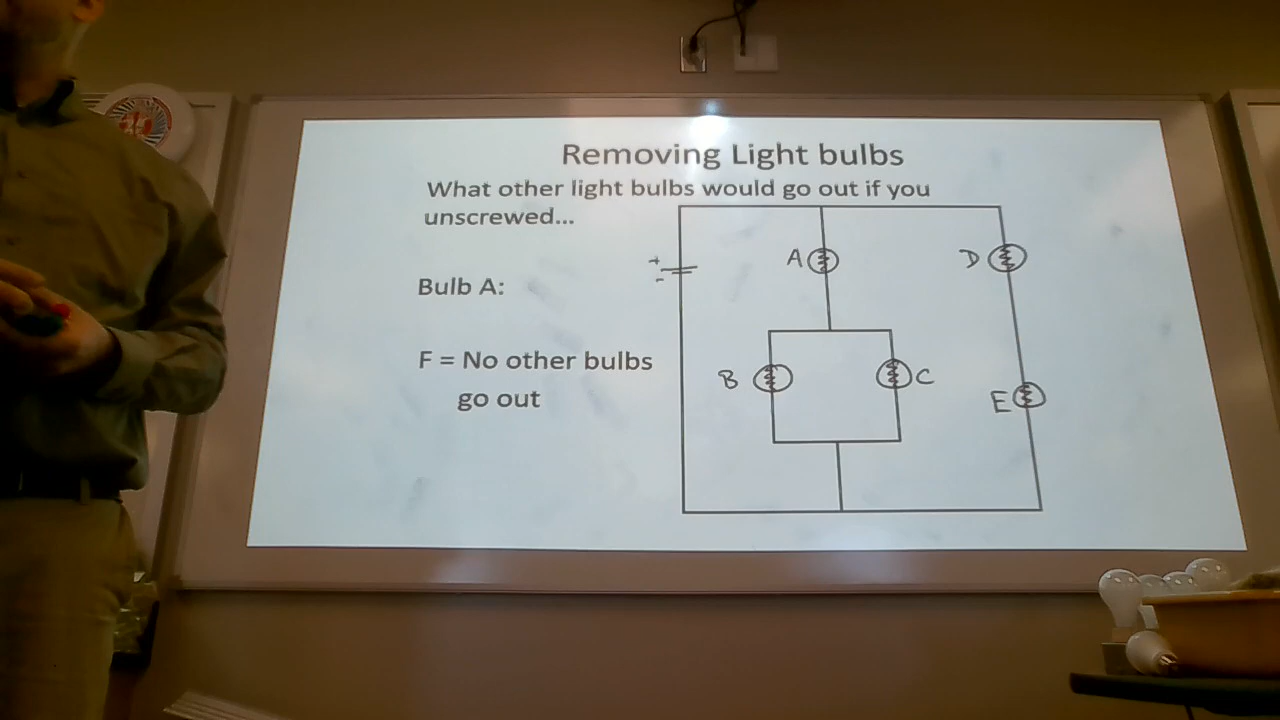 Removing Light bulbs
What other light bulbs would go out if you
unscrewed...
+
-
A
D
Bulb A:
F = No other bulbs
go out
B
C
E